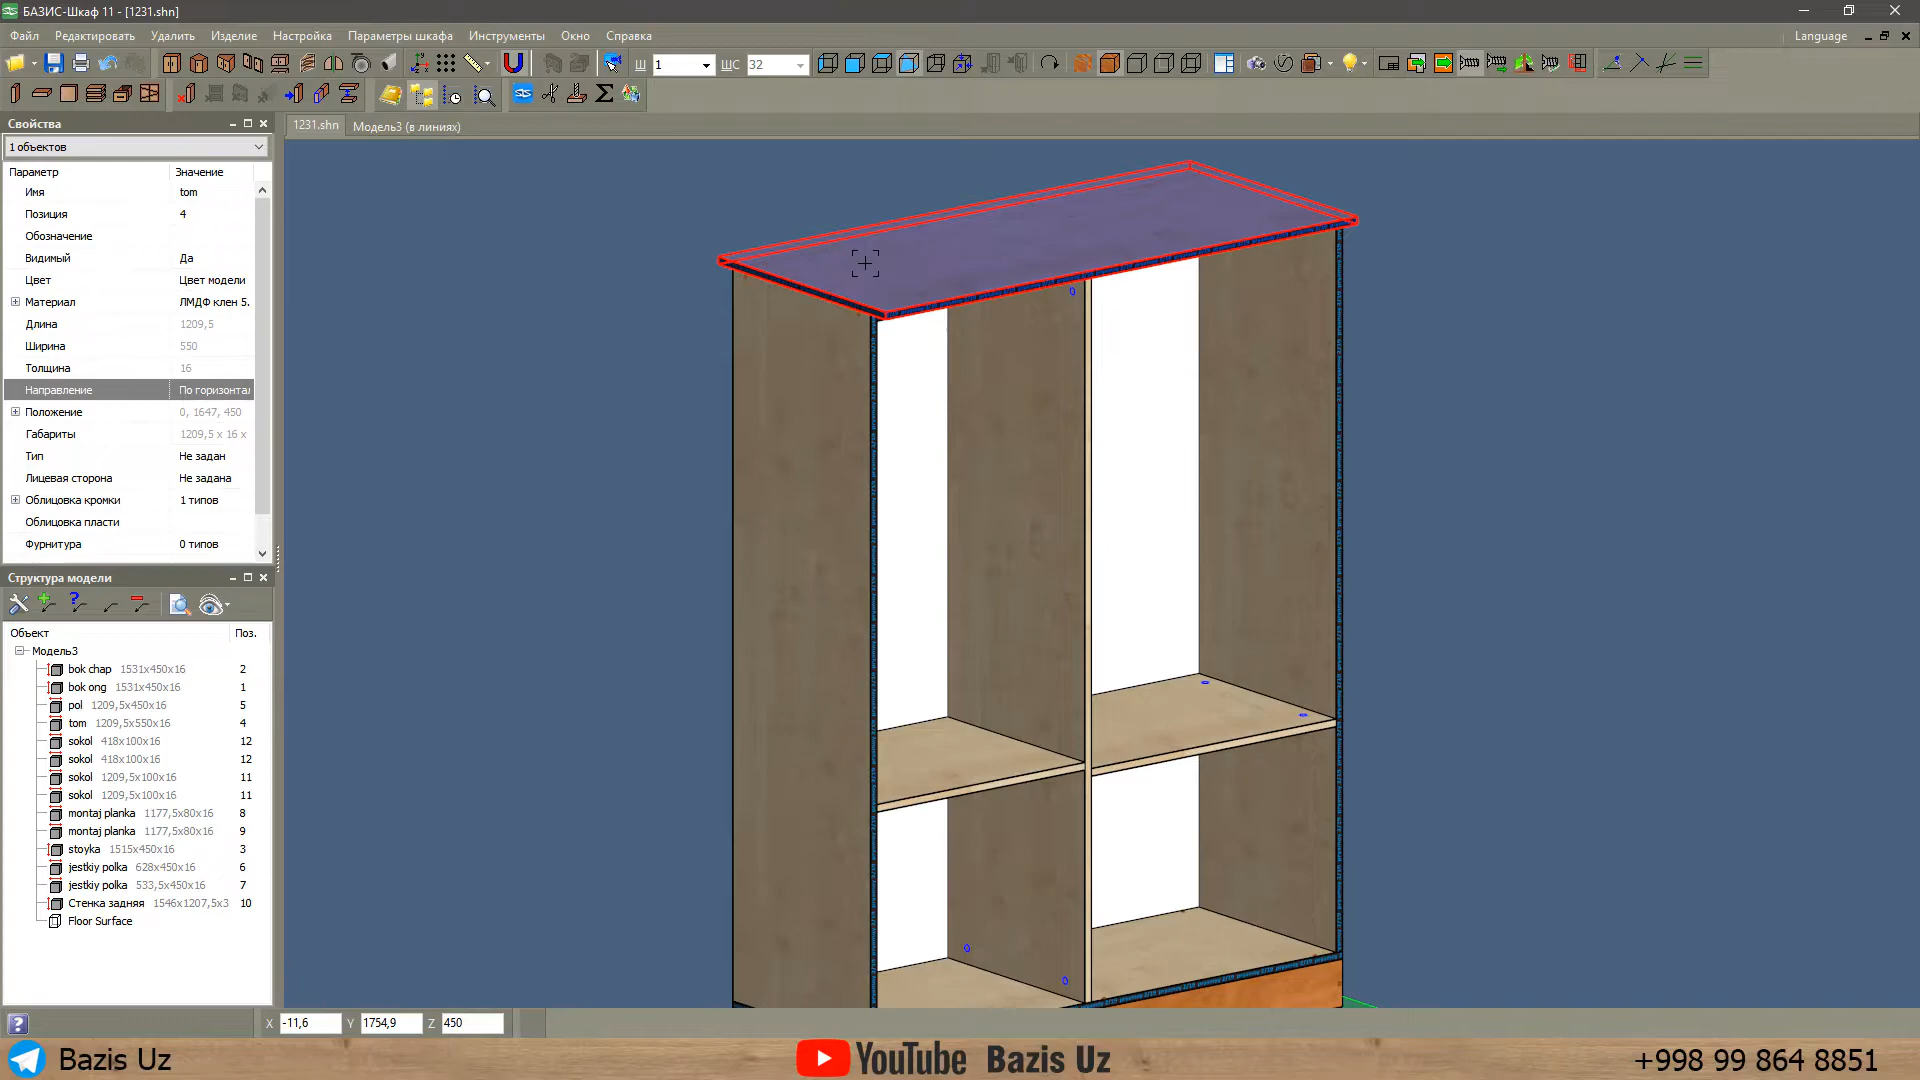 БАЗИС-Шкаф 11 - [1231.shn]
Файл Редактировать Удалить Изделие Настройка Параметры шкафа Инструменты Окно Справка Language
Ш 1 ШС 32
Свойства
1231.shn Модель3 (в линиях)
1 объектов
Параметр Значение
Имя tom
Позиция 4
Обозначение
Видимый Да
Цвет Цвет модели
Материал ЛМДФ клен 5.
Длина 1209,5
Ширина 550
Толщина 16
Направление По горизонтал
Положение 0, 1647, 450
Габариты 1209,5 x 16 x
Тип Не задан
Лицевая сторона Не задана
Облицовка кромки 1 типов
Облицовка пласти
Фурнитура 0 типов
Структура модели
Объект Поз.
Модель3
bok chap 1531x450x16 2
bok ong 1531x450x16 1
pol 1209,5x450x16 5
tom 1209,5x550x16 4
sokol 418x100x16 12
sokol 418x100x16 12
sokol 1209,5x100x16 11
sokol 1209,5x100x16 11
montaj planka 1177,5x80x16 8
montaj planka 1177,5x80x16 9
stoyka 1515x450x16 3
jestkiy polka 628x450x16 6
jestkiy polka 533,5x450x16 7
Стенка задняя 1546x1207,5x3 10
Floor Surface
X -11,6 Y 1754,9 Z 450
Bazis Uz YouTube Bazis Uz +998 99 864 8851